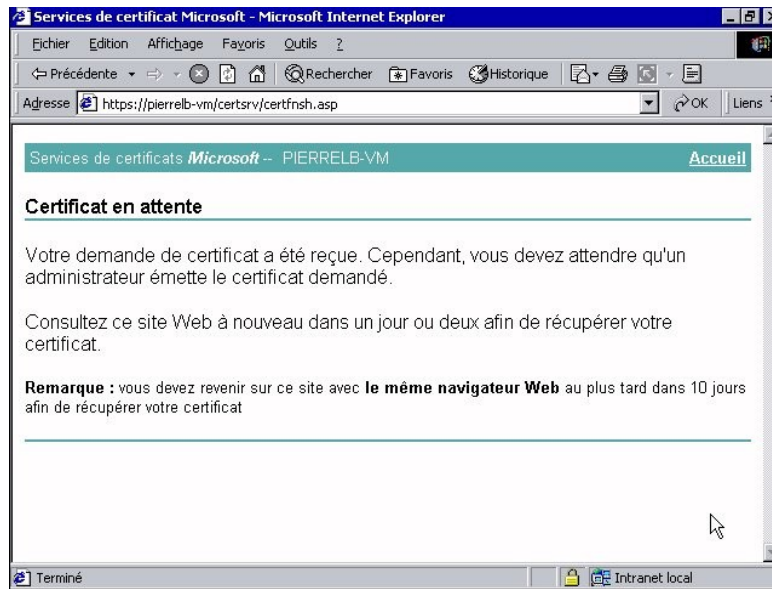 Services de certificat Microsoft - Microsoft Internet Explorer
Fichier Edition Affichage Favoris Outils ?
Précédente Rechercher Favoris Historique
Adresse https://pierrelb-vm/certsrv/certfnsh.asp OK Liens
Services de certificats Microsoft -- PIERRELB-VM Accueil
Certificat en attente
Votre demande de certificat a été reçue. Cependant, vous devez attendre qu'un
administrateur émette le certificat demandé.
Consultez ce site Web à nouveau dans un jour ou deux afin de récupérer votre
certificat.
Remarque : vous devez revenir sur ce site avec le même navigateur Web au plus tard dans 10 jours
afin de récupérer votre certificat
Terminé Intranet local